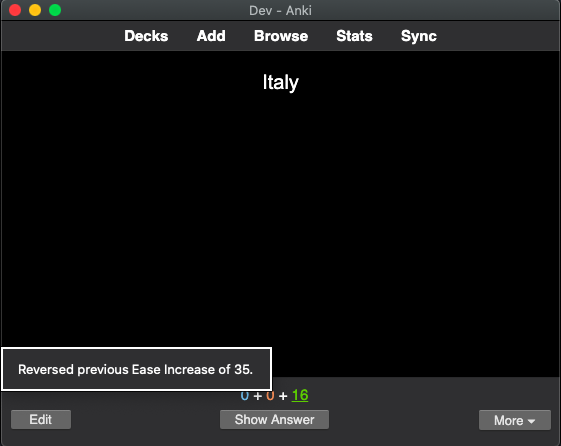 Dev - Anki
Decks Add Browse Stats Sync
Italy
Reversed previous Ease Increase of 35.
0 + 0 + 16
Edit Show Answer More